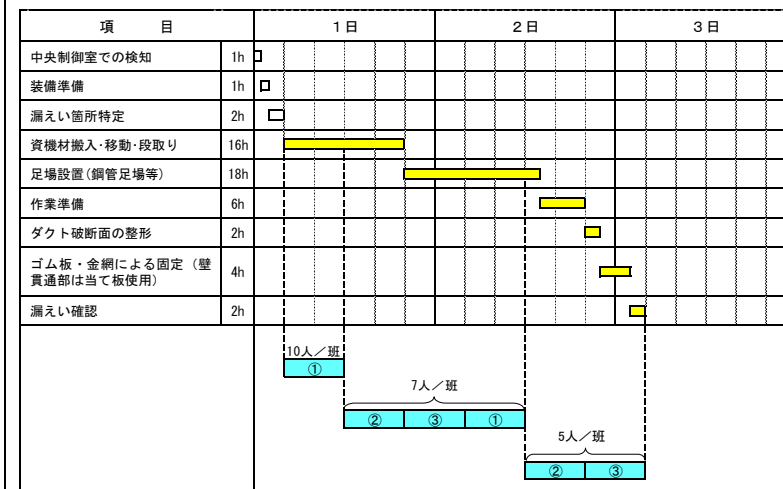 項　目
1日
2日
3日
中央制御室での検知
1h
装備準備
1h
漏えい箇所特定
2h
資機材搬入･移動･段取り
16h
足場設置(鋼管足場等)
18h
作業準備
6h
ダクト破断面の整形
2h
ゴム板・金網による固定（壁
貫通部は当て板使用）
4h
漏えい確認
2h
10人／班
①
7人／班
②
③
①
5人／班
②
③